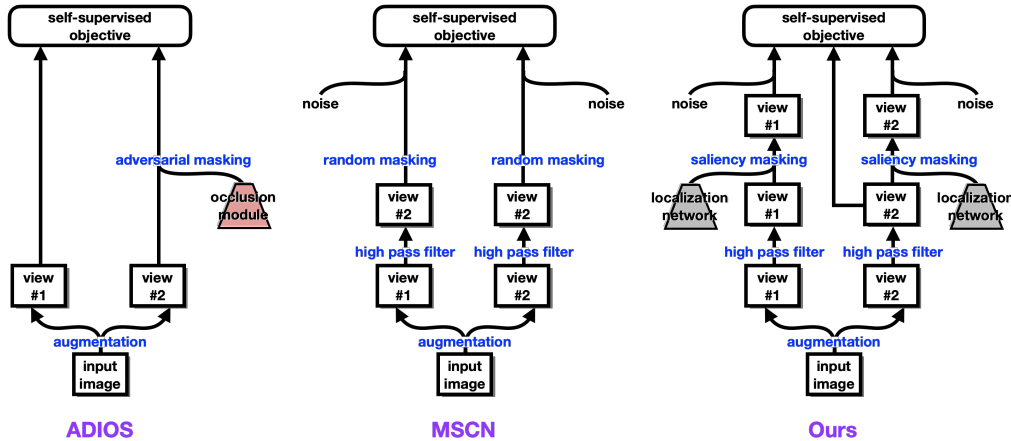 self-supervised
objective
adversarial masking
occlusion
module
view
#1
view
#2
augmentation
input
image
ADIOS
self-supervised
objective
noise
noise
random masking
random masking
view
#2
view
#2
high pass filter
high pass filter
view
#1
view
#2
augmentation
input
image
MSCN
self-supervised
objective
noise
noise
view
#1
view
#2
saliency masking
saliency masking
localization
network
view
#1
view
#2
localization
network
high pass filter
high pass filter
view
#1
view
#2
augmentation
input
image
Ours